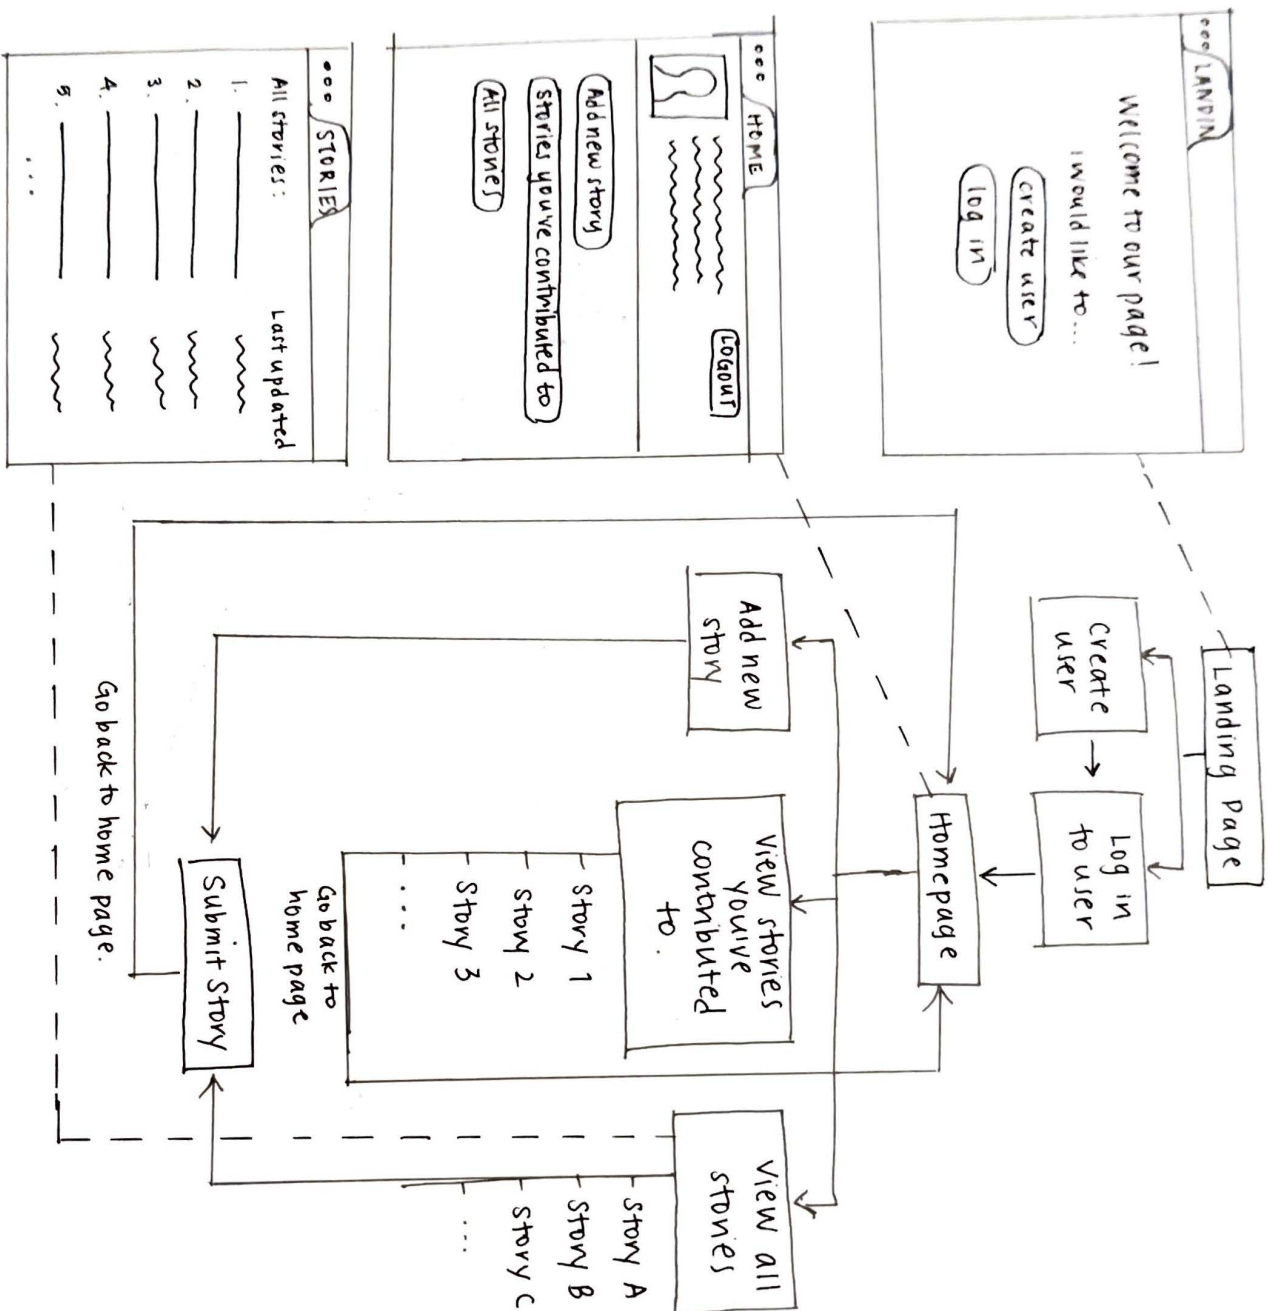 LANDIN
Welcome to our page!
I would like to...
create user
log in
HOME
LOGOUT
Add new story
Stories you've contributed to
All stories
STORIES
All stories:
Last updated
1.
2.
3.
4.
5.
...
Landing Page
Create
user
Log in
to user
Homepage
Add new
story
View stories
you've
contributed
to.
Story 1
Story 2
Story 3
...
Go back to
home page
View all
stories
Story A
Story B
Story C
...
Submit Story
Go back to home page.